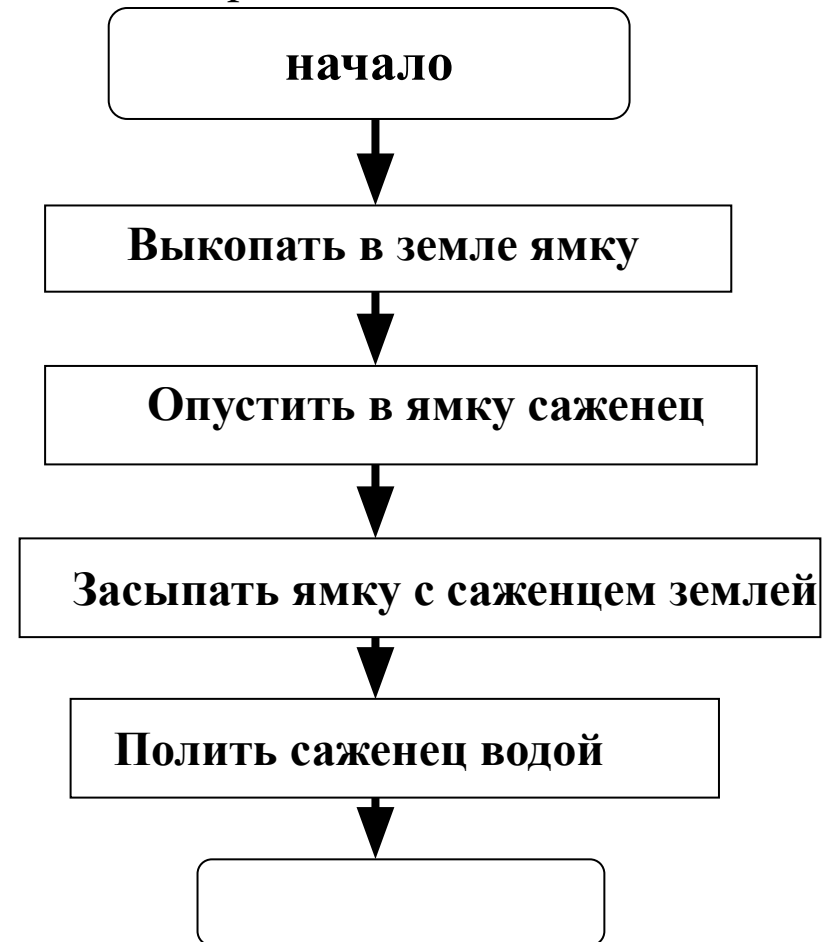 начало
Выкопать в земле ямку
Опустить в ямку саженец
Засыпать ямку с саженцем землей
Полить саженец водой